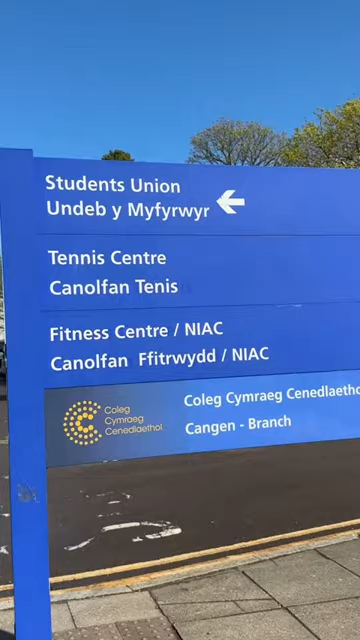 Students Union
Undeb y Myfyrwyr
Tennis Centre
Canolfan Tenis
Fitness Centre / NIAC
Canolfan Ffitrwydd / NIAC
Coleg
Cymraeg
Cenedlaethol
Coleg Cymraeg Cenedlaetho
Cangen - Branch